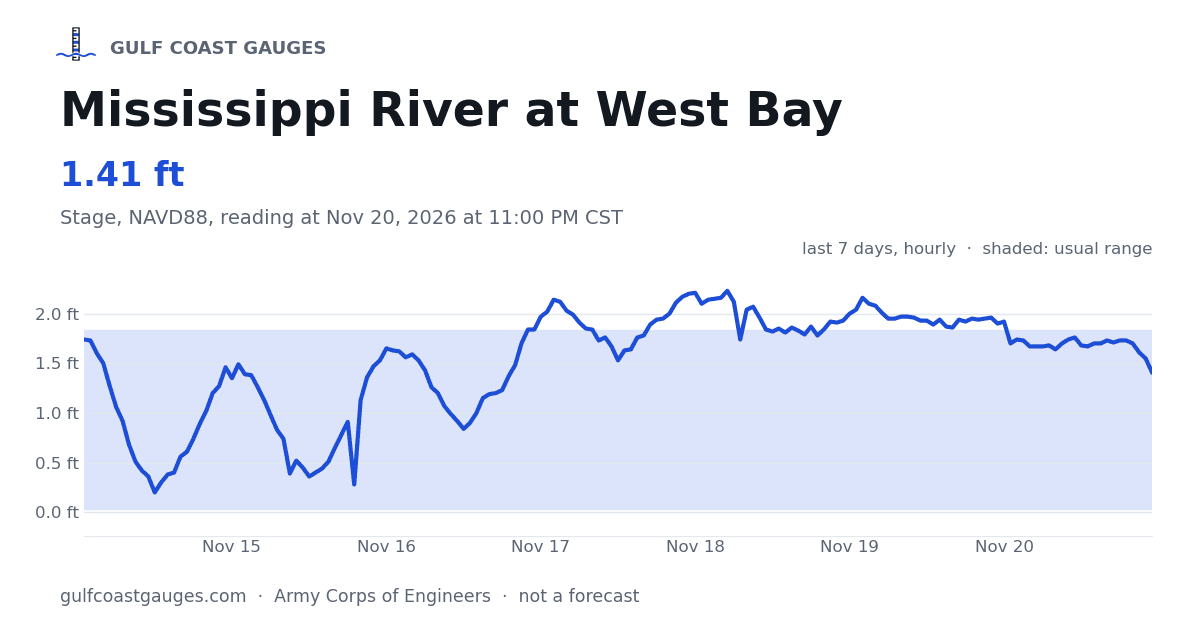 GULF COAST GAUGES
Mississippi River at West Bay
1.41 ft
Stage, NAVD88, reading at Nov 20, 2026 at 11:00 PM CST
last 7 days, hourly · shaded: usual range
2.0 ft
1.5 ft
1.0 ft
0.5 ft
0.0 ft
Nov 15 Nov 16 Nov 17 Nov 18 Nov 19 Nov 20
gulfcoastgauges.com · Army Corps of Engineers · not a forecast